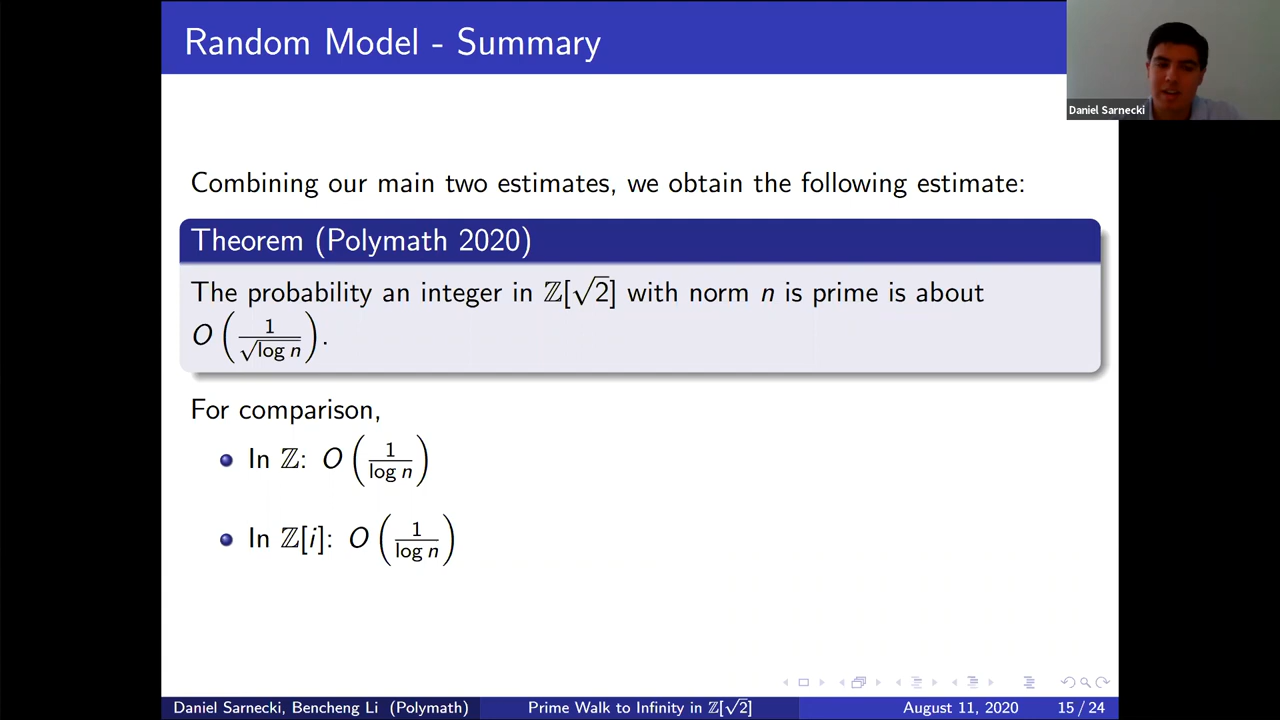 Random Model - Summary
Daniel Sarnecki
Combining our main two estimates, we obtain the following estimate:
Theorem (Polymath 2020)
The probability an integer in ℤ[√2] with norm n is prime is about
O(1/√log n).
For comparison,
In ℤ: O(1/log n)
In ℤ[i]: O(1/log n)
Daniel Sarnecki, Bencheng Li (Polymath) Prime Walk to Infinity in ℤ[√2] August 11, 2020 15 / 24